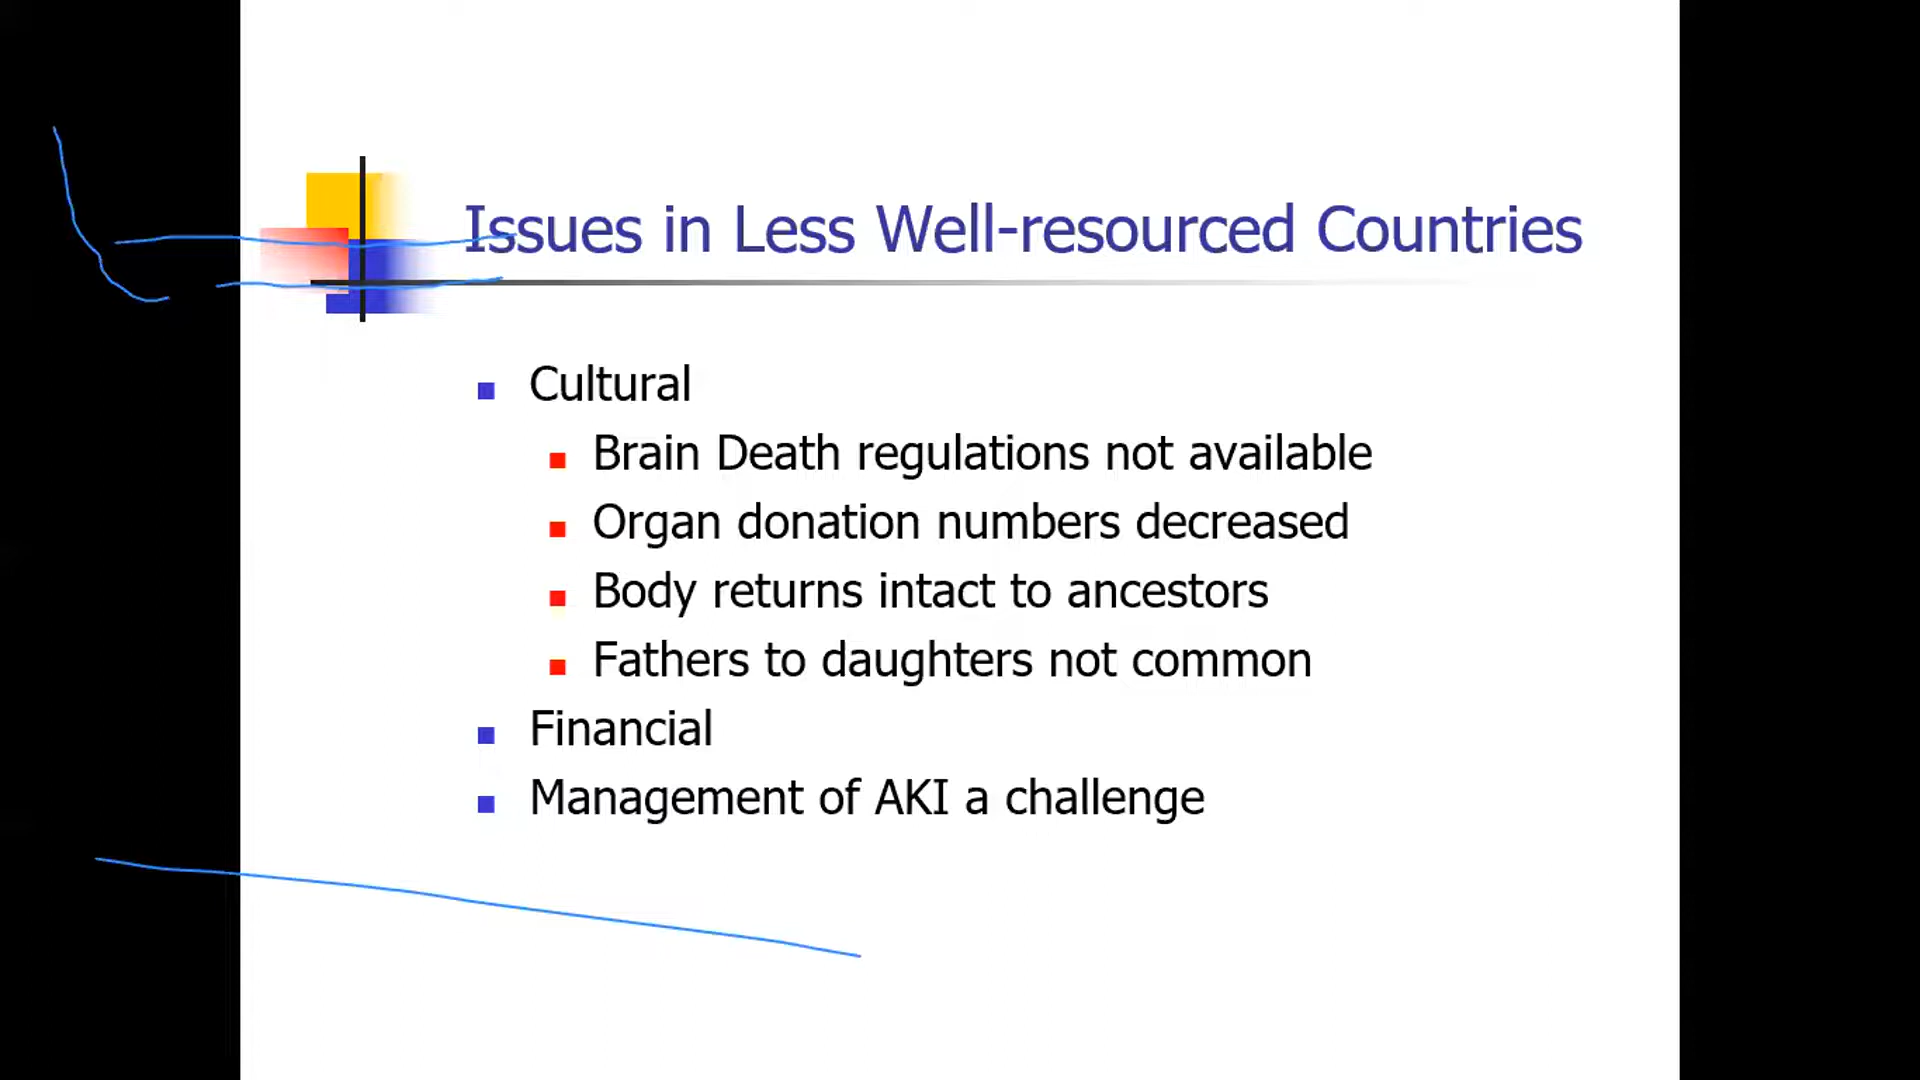 Issues in Less Well-resourced Countries
Cultural
Brain Death regulations not available
Organ donation numbers decreased
Body returns intact to ancestors
Fathers to daughters not common
Financial
Management of AKI a challenge